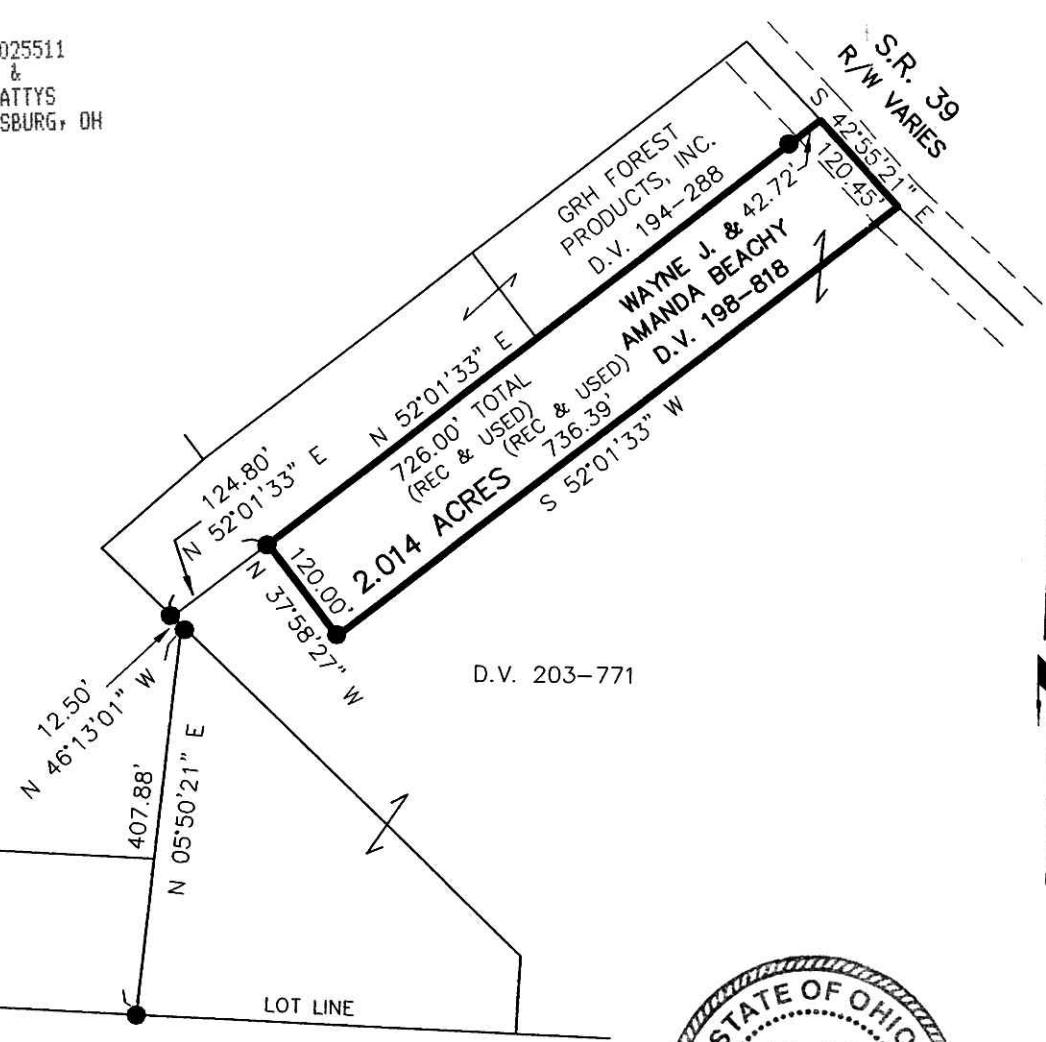 025511
&
ATTYS
SBURG, OH
S.R. 39
R/W VARIES
S 42°55'21" E
120.45'
GRH FOREST
PRODUCTS, INC.
D.V. 194-288
42.72'
WAYNE J. &
AMANDA BEACHY
D.V. 198-818
N 52°01'33" E
726.00' TOTAL
(REC & USED)
(REC & USED)
736.39'
S 52°01'33" W
2.014 ACRES
124.80'
N 52°01'33" E
120.00'
N 37°58'27" W
D.V. 203-771
12.50'
N 46°13'01" W
407.88'
N 05°50'21" E
LOT LINE
STATE OF OHIO